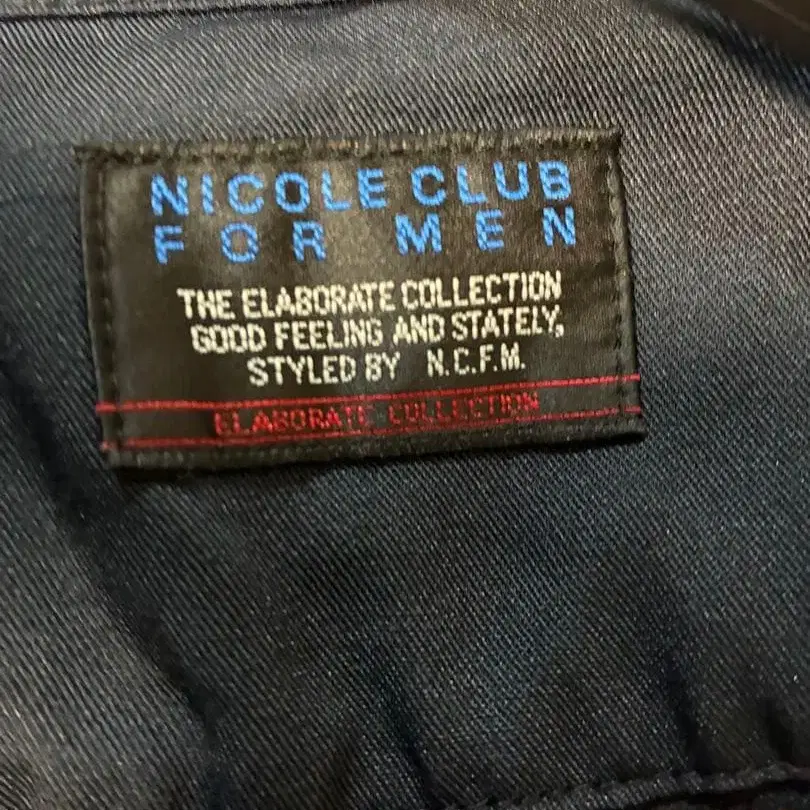 NICOLE CLUB
FOR MEN
THE ELABORATE COLLECTION
GOOD FEELING AND STATELY,
STYLED BY N.C.F.M.
ELABORATE COLLECTION